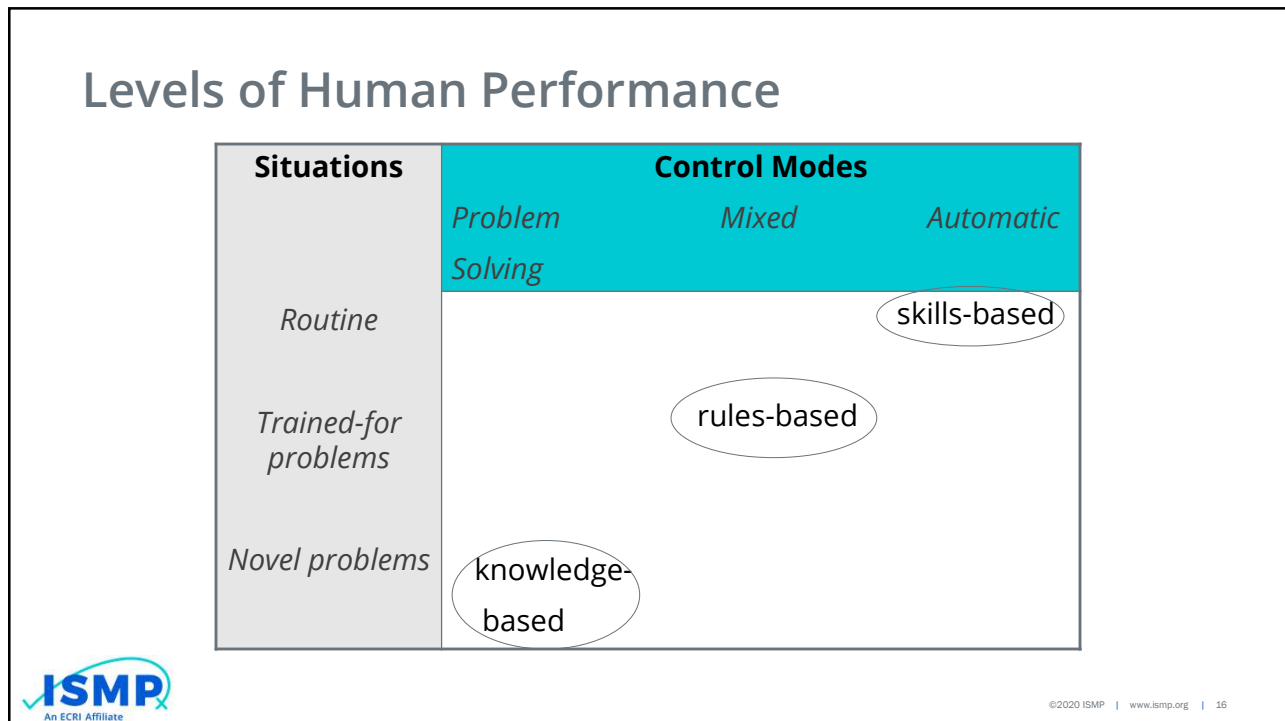 Levels of Human Performance
Situations
Control Modes
Problem
Solving
Mixed
Automatic
Routine
skills-based
Trained-for
problems
rules-based
Novel problems
knowledge-
based
ISMP
An ECRI Affiliate
©2020 ISMP | www.ismp.org | 16